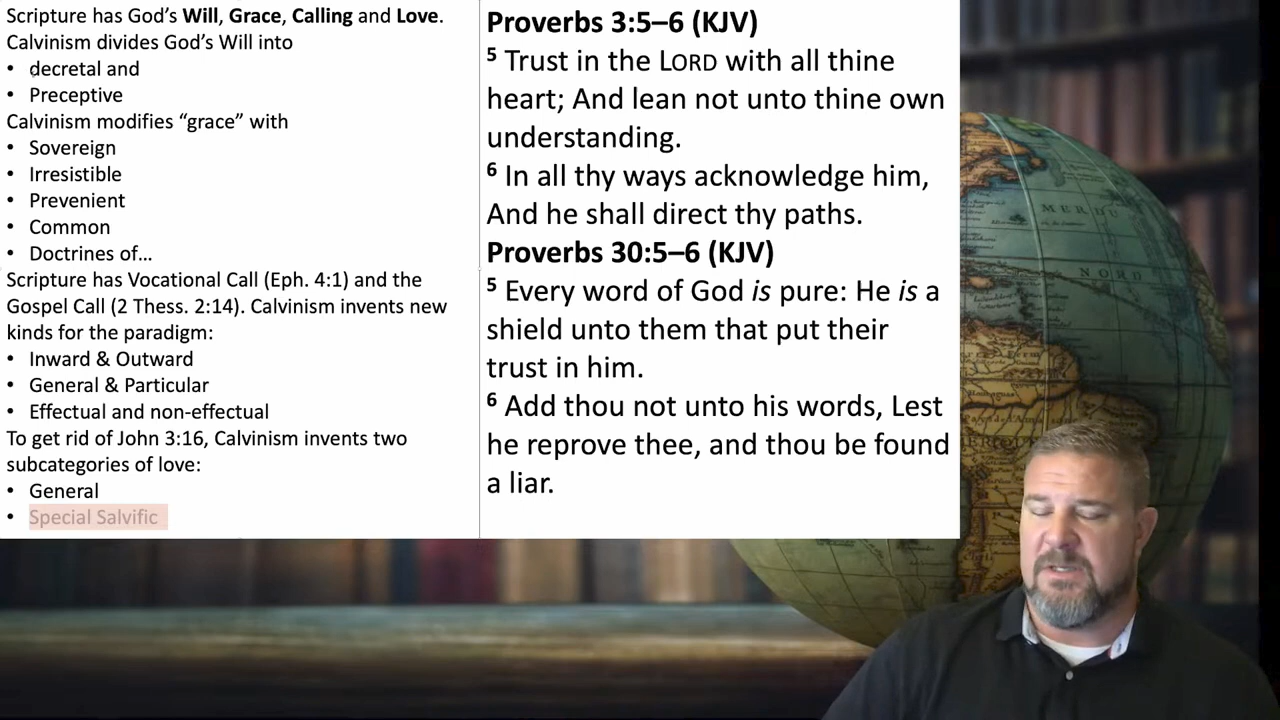 Scripture has God's Will, Grace, Calling and Love.
Calvinism divides God's Will into
• decretal and
• Preceptive
Calvinism modifies "grace" with
• Sovereign
• Irresistible
• Prevenient
• Common
• Doctrines of…
Scripture has Vocational Call (Eph. 4:1) and the
Gospel Call (2 Thess. 2:14). Calvinism invents new
kinds for the paradigm:
• Inward & Outward
• General & Particular
• Effectual and non-effectual
To get rid of John 3:16, Calvinism invents two
subcategories of love:
• General
• Special Salvific
Proverbs 3:5–6 (KJV)
5 Trust in the LORD with all thine
heart; And lean not unto thine own
understanding.
6 In all thy ways acknowledge him,
And he shall direct thy paths.
Proverbs 30:5–6 (KJV)
5 Every word of God is pure: He is a
shield unto them that put their
trust in him.
6 Add thou not unto his words, Lest
he reprove thee, and thou be found
a liar.
MERDU
NORD